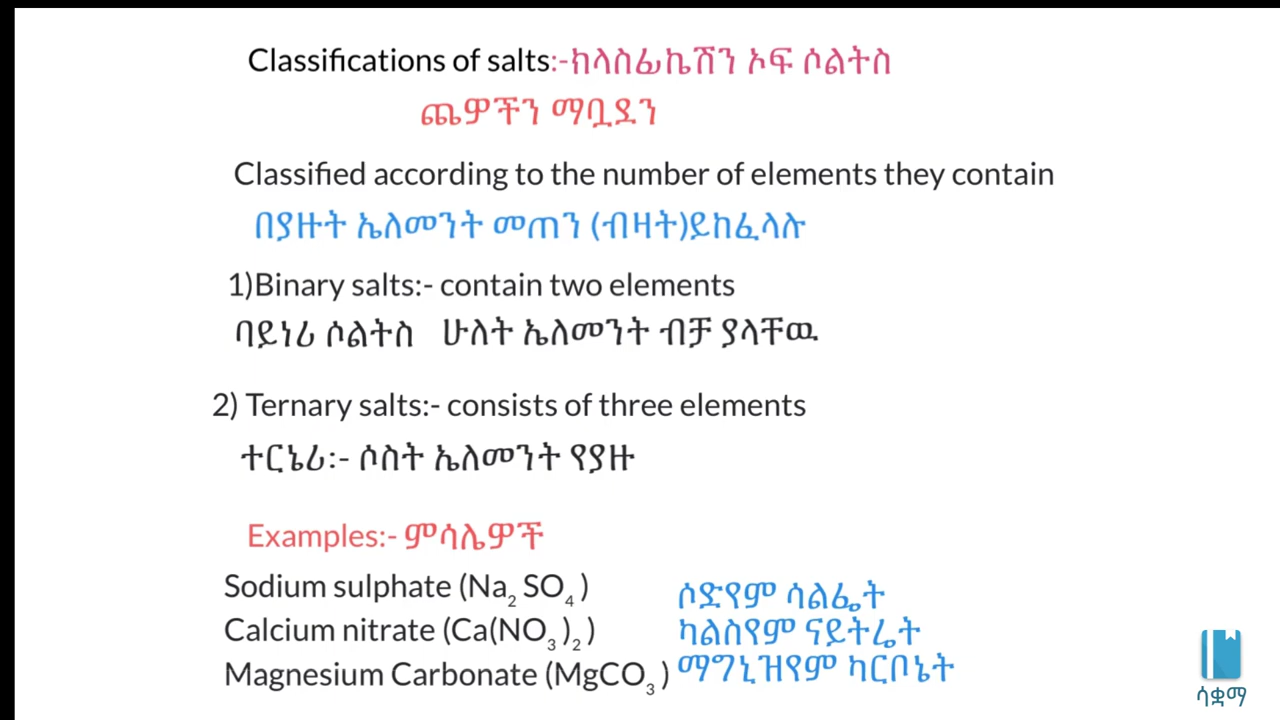 Classifications of salts:-ክላስፊኬሽን ኦፍ ሶልትስ
ጨዎችን ማቧደን
Classified according to the number of elements they contain
በያዙት ኤለመንት መጠን (ብዛት)ይከፈላሉ
1)Binary salts:- contain two elements
ባይነሪ ሶልትስ ሁለት ኤለመንት ብቻ ያላቸዉ
2) Ternary salts:- consists of three elements
ተርኔሪ:- ሶስት ኤለመንት የያዙ
Examples:- ምሳሌዎች
Sodium sulphate (Na₂ SO₄ ) ሶድየም ሳልፌት
Calcium nitrate (Ca(NO₃ )₂ ) ካልስየም ናይትሬት
Magnesium Carbonate (MgCO₃ ) ማግኒዝየም ካርቦኔት
ሳቋማ